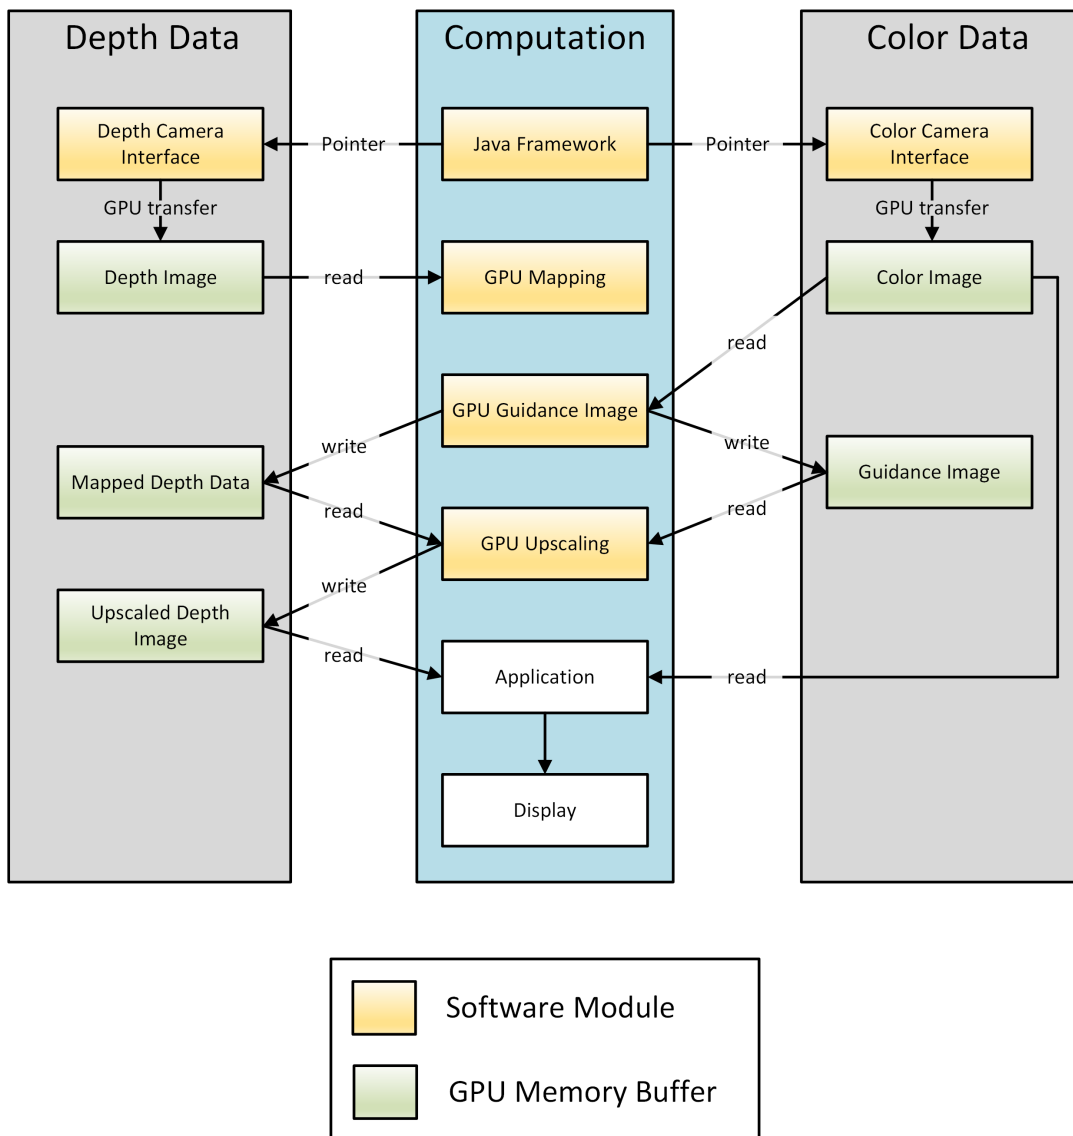 Depth Data
Computation
Color Data
Depth Camera
Interface
Pointer
Java Framework
Pointer
Color Camera
Interface
GPU transfer
GPU transfer
Depth Image
read
GPU Mapping
Color Image
read
GPU Guidance Image
write
write
Mapped Depth Data
Guidance Image
read
read
GPU Upscaling
write
Upscaled Depth
Image
read
Application
read
Display
Software Module
GPU Memory Buffer